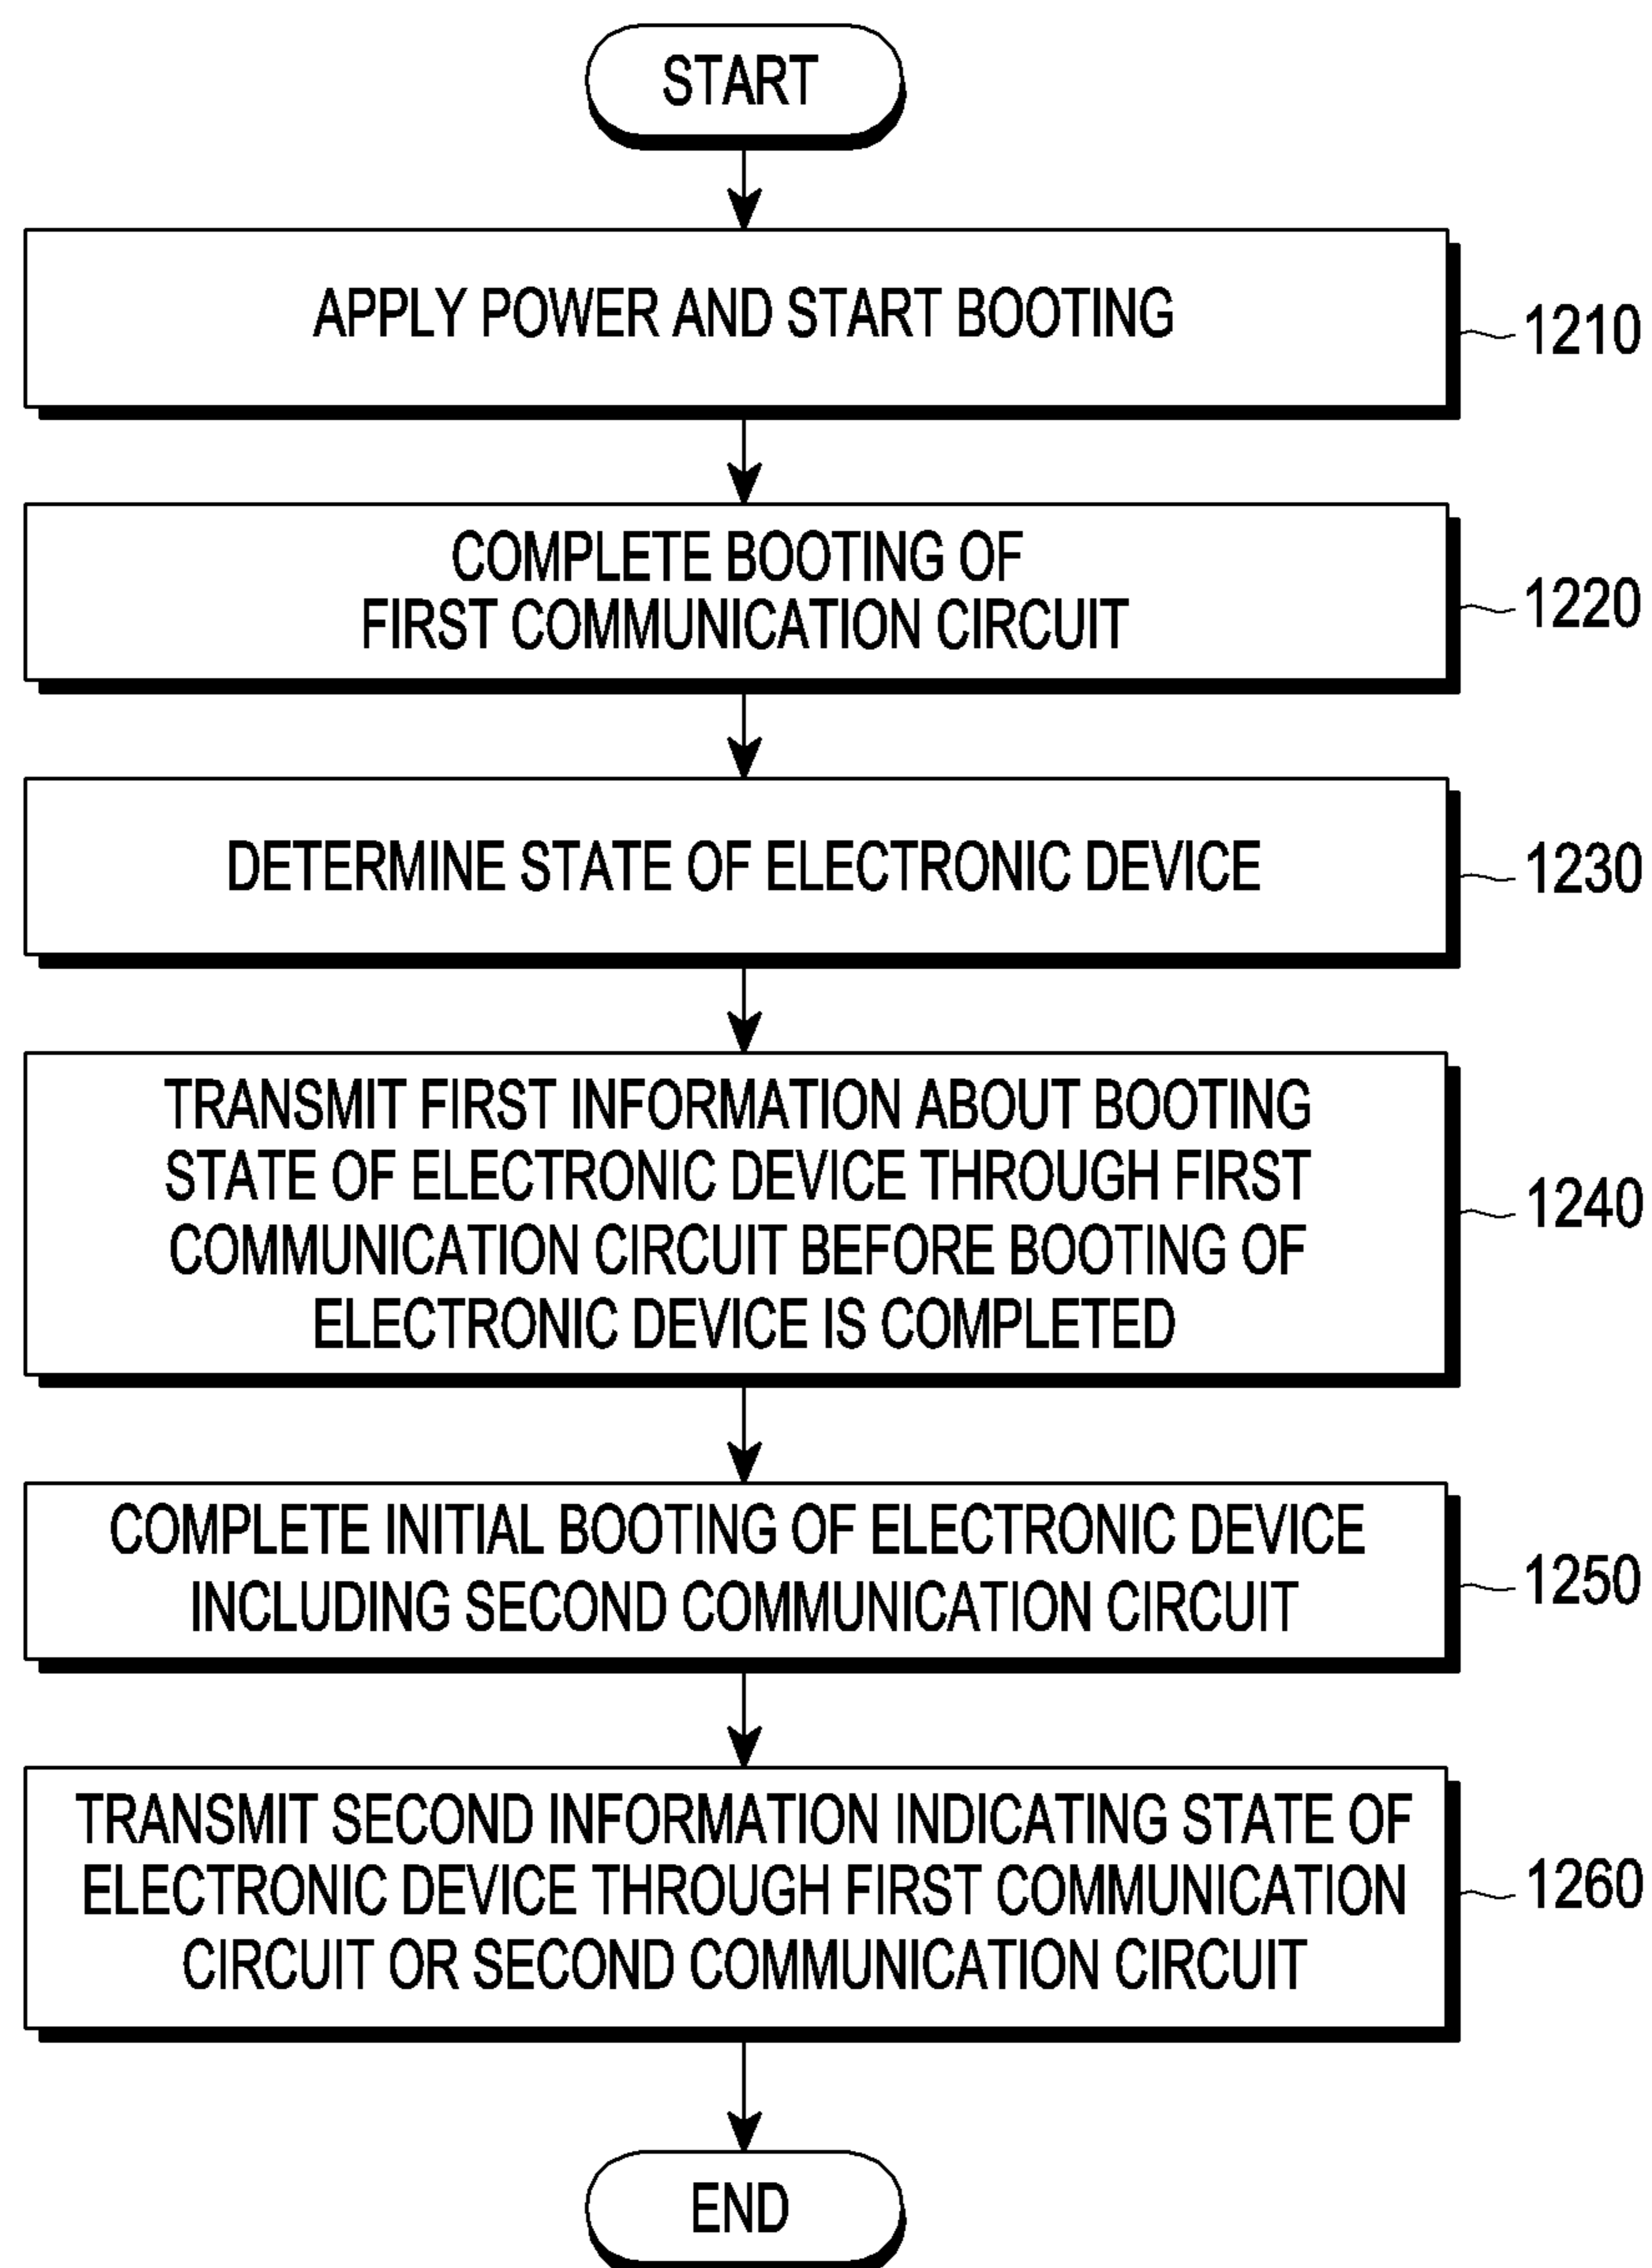 START
APPLY POWER AND START BOOTING
1210
COMPLETE BOOTING OF
FIRST COMMUNICATION CIRCUIT
1220
DETERMINE STATE OF ELECTRONIC DEVICE
1230
TRANSMIT FIRST INFORMATION ABOUT BOOTING
STATE OF ELECTRONIC DEVICE THROUGH FIRST
COMMUNICATION CIRCUIT BEFORE BOOTING OF
ELECTRONIC DEVICE IS COMPLETED
1240
COMPLETE INITIAL BOOTING OF ELECTRONIC DEVICE
INCLUDING SECOND COMMUNICATION CIRCUIT
1250
TRANSMIT SECOND INFORMATION INDICATING STATE OF
ELECTRONIC DEVICE THROUGH FIRST COMMUNICATION
CIRCUIT OR SECOND COMMUNICATION CIRCUIT
1260
END